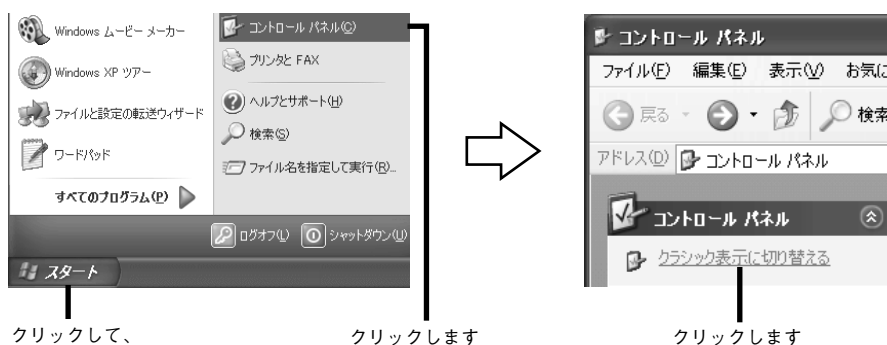 Windows ムービー メーカー
Windows XP ツアー
ファイルと設定の転送ウィザード
ワードパッド
すべてのプログラム(P)
コントロール パネル(C)
プリンタと FAX
ヘルプとサポート(H)
検索(S)
ファイル名を指定して実行(R)...
ログオフ(L)
シャットダウン(U)
スタート
クリックして、
クリックします
コントロール パネル
ファイル(F) 編集(E) 表示(V) お気に
戻る 検索
アドレス(D) コントロール パネル
コントロール パネル
クラシック表示に切り替える
クリックします